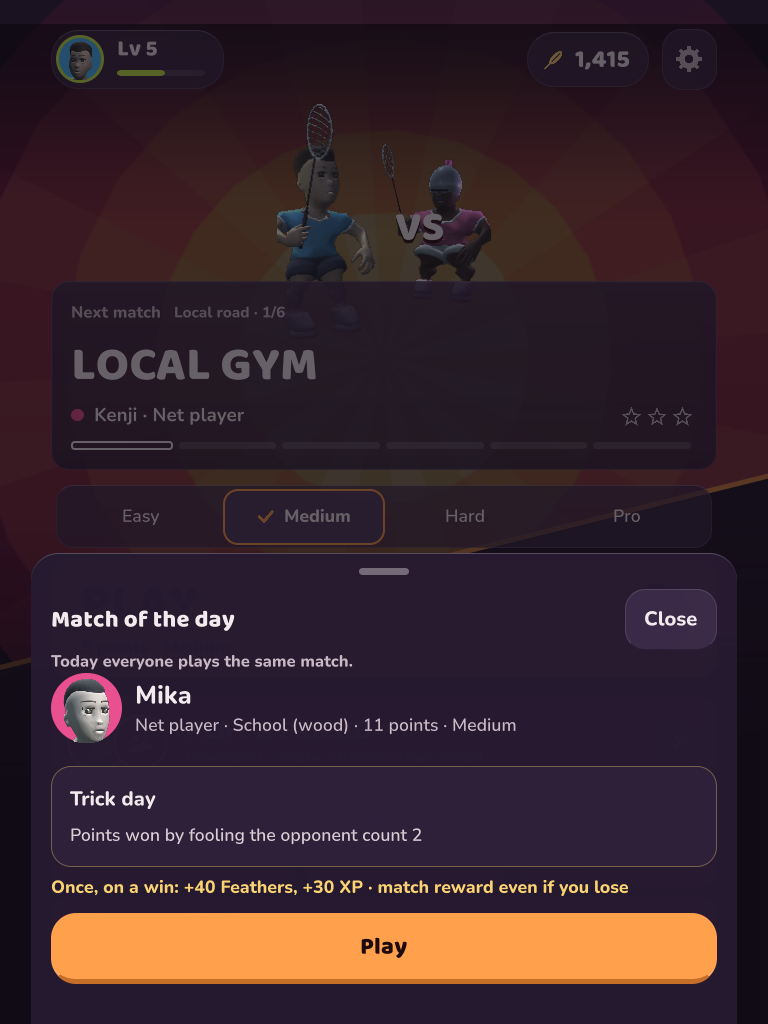 Lv 5
1,415
VS
Next match Local road · 1/6
LOCAL GYM
Kenji · Net player
Easy
Medium
Hard
Pro
Match of the day
Close
Today everyone plays the same match.
Mika
Net player · School (wood) · 11 points · Medium
Trick day
Points won by fooling the opponent count 2
Once, on a win: +40 Feathers, +30 XP · match reward even if you lose
Play